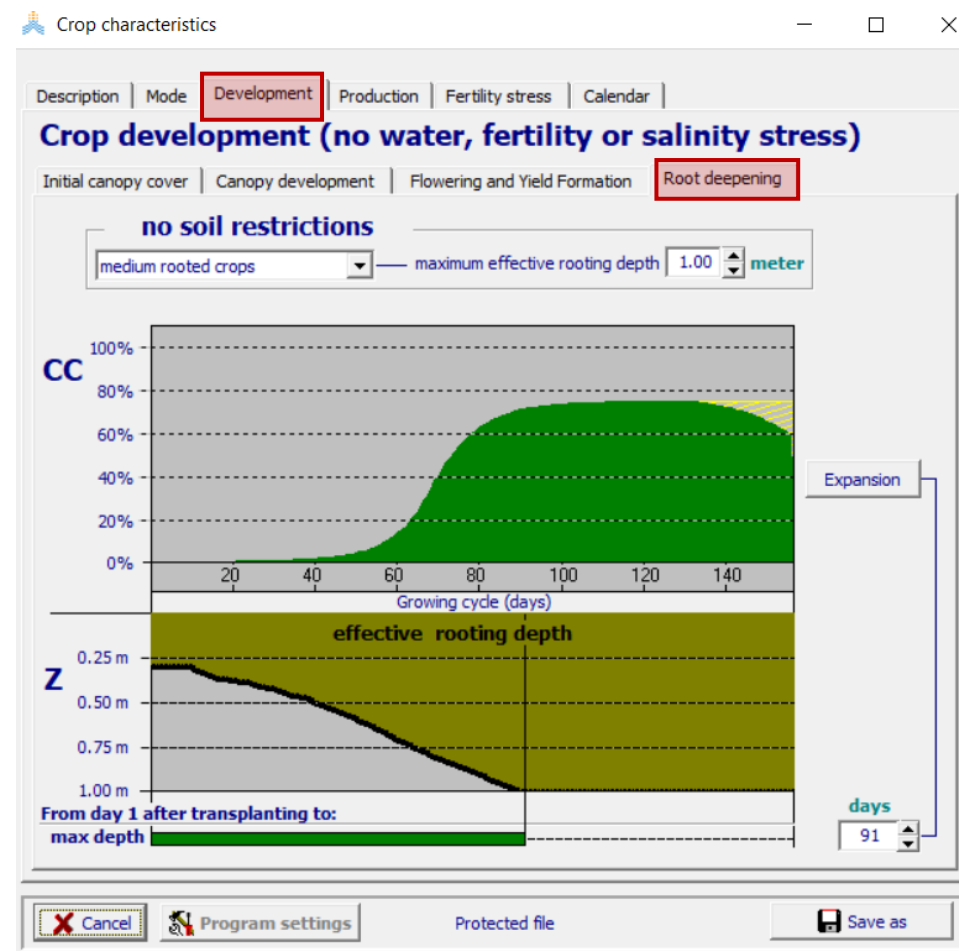 Crop characteristics
Description Mode Development Production Fertility stress Calendar
Crop development (no water, fertility or salinity stress)
Initial canopy cover Canopy development Flowering and Yield Formation Root deepening
no soil restrictions
medium rooted crops maximum effective rooting depth 1.00 meter
CC
100%
80%
60%
40%
20%
0%
20 40 60 80 100 120 140
Growing cycle (days)
Expansion
effective rooting depth
Z
0.25 m
0.50 m
0.75 m
1.00 m
From day 1 after transplanting to:
max depth
days
91
Cancel Program settings Protected file Save as